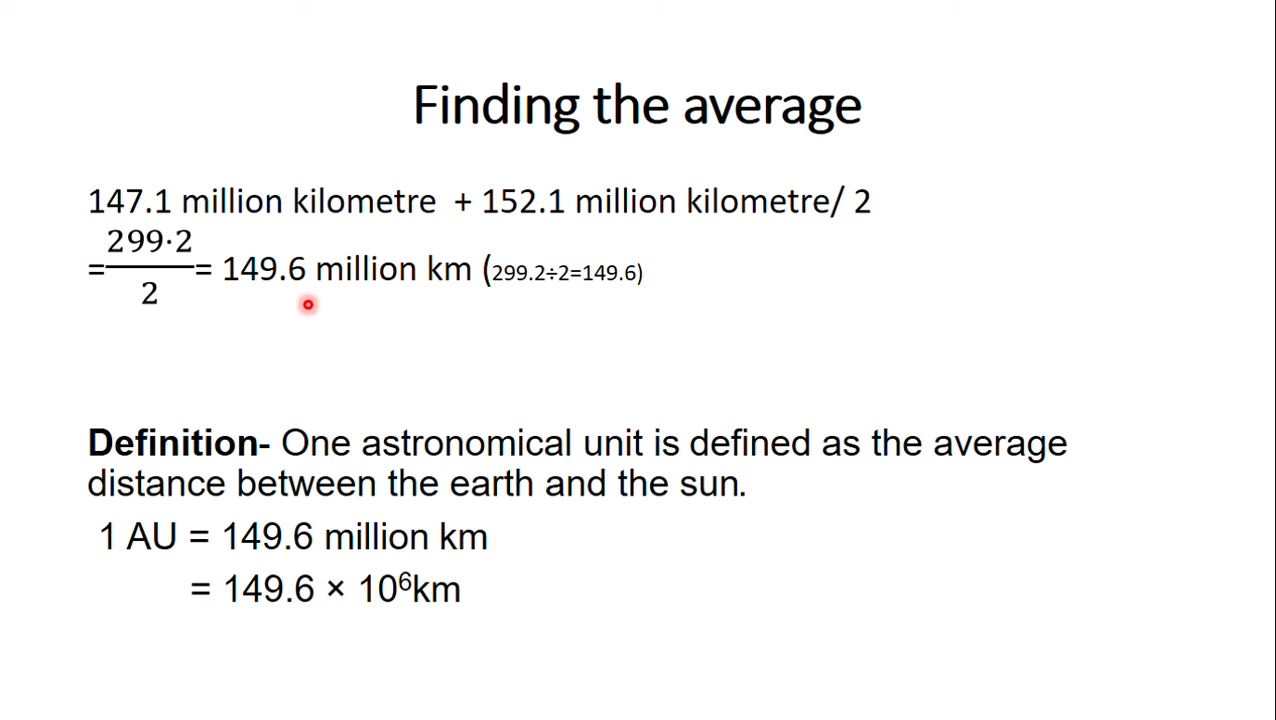 Finding the average
147.1 million kilometre + 152.1 million kilometre/ 2
=\frac{299·2}{2}= 149.6 million km (299.2÷2=149.6)
Definition- One astronomical unit is defined as the average
distance between the earth and the sun.
1 AU = 149.6 million km
= 149.6 × 10⁶km